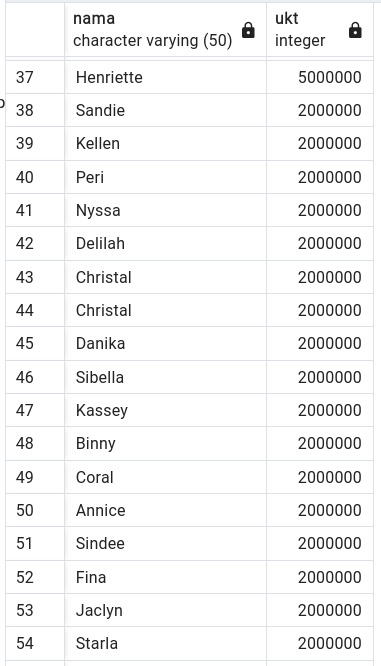 nama
character varying (50)
ukt
integer
37 Henriette 5000000
38 Sandie 2000000
39 Kellen 2000000
40 Peri 2000000
41 Nyssa 2000000
42 Delilah 2000000
43 Christal 2000000
44 Christal 2000000
45 Danika 2000000
46 Sibella 2000000
47 Kassey 2000000
48 Binny 2000000
49 Coral 2000000
50 Annice 2000000
51 Sindee 2000000
52 Fina 2000000
53 Jaclyn 2000000
54 Starla 2000000